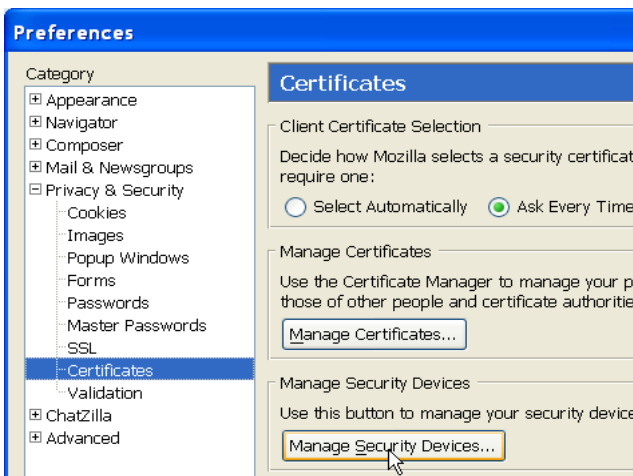 Preferences
Category
Appearance
Navigator
Composer
Mail & Newsgroups
Privacy & Security
Cookies
Images
Popup Windows
Forms
Passwords
Master Passwords
SSL
Certificates
Validation
ChatZilla
Advanced
Certificates
Client Certificate Selection
Decide how Mozilla selects a security certificat
require one:
Select Automatically Ask Every Time
Manage Certificates
Use the Certificate Manager to manage your p
those of other people and certificate authoritie
Manage Certificates...
Manage Security Devices
Use this button to manage your security device
Manage Security Devices...